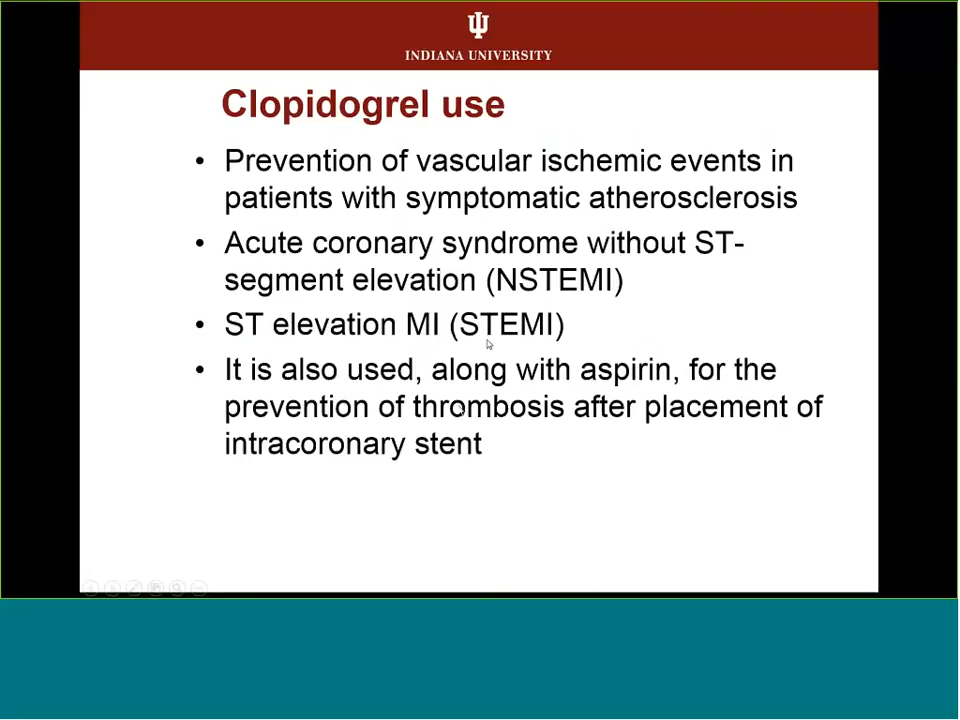 INDIANA UNIVERSITY
Clopidogrel use
• Prevention of vascular ischemic events in
patients with symptomatic atherosclerosis
• Acute coronary syndrome without ST-
segment elevation (NSTEMI)
• ST elevation MI (STEMI)
• It is also used, along with aspirin, for the
prevention of thrombosis after placement of
intracoronary stent